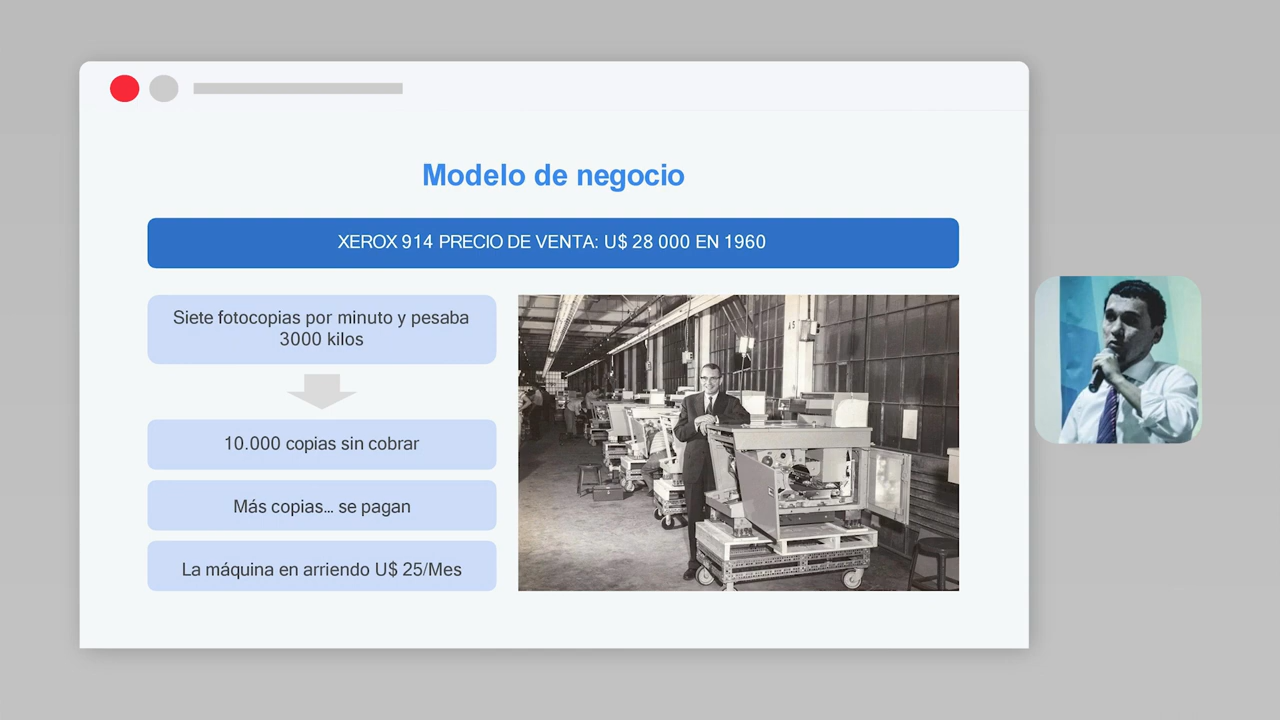 Modelo de negocio
XEROX 914 PRECIO DE VENTA: U$ 28 000 EN 1960
Siete fotocopias por minuto y pesaba
3000 kilos
10.000 copias sin cobrar
Más copias... se pagan
La máquina en arriendo U$ 25/Mes